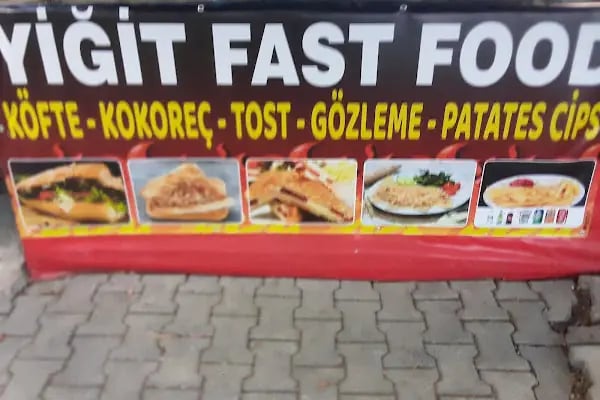 YİĞİT FAST FOOD
KÖFTE - KOKOREÇ - TOST - GÖZLEME - PATATES CİPS